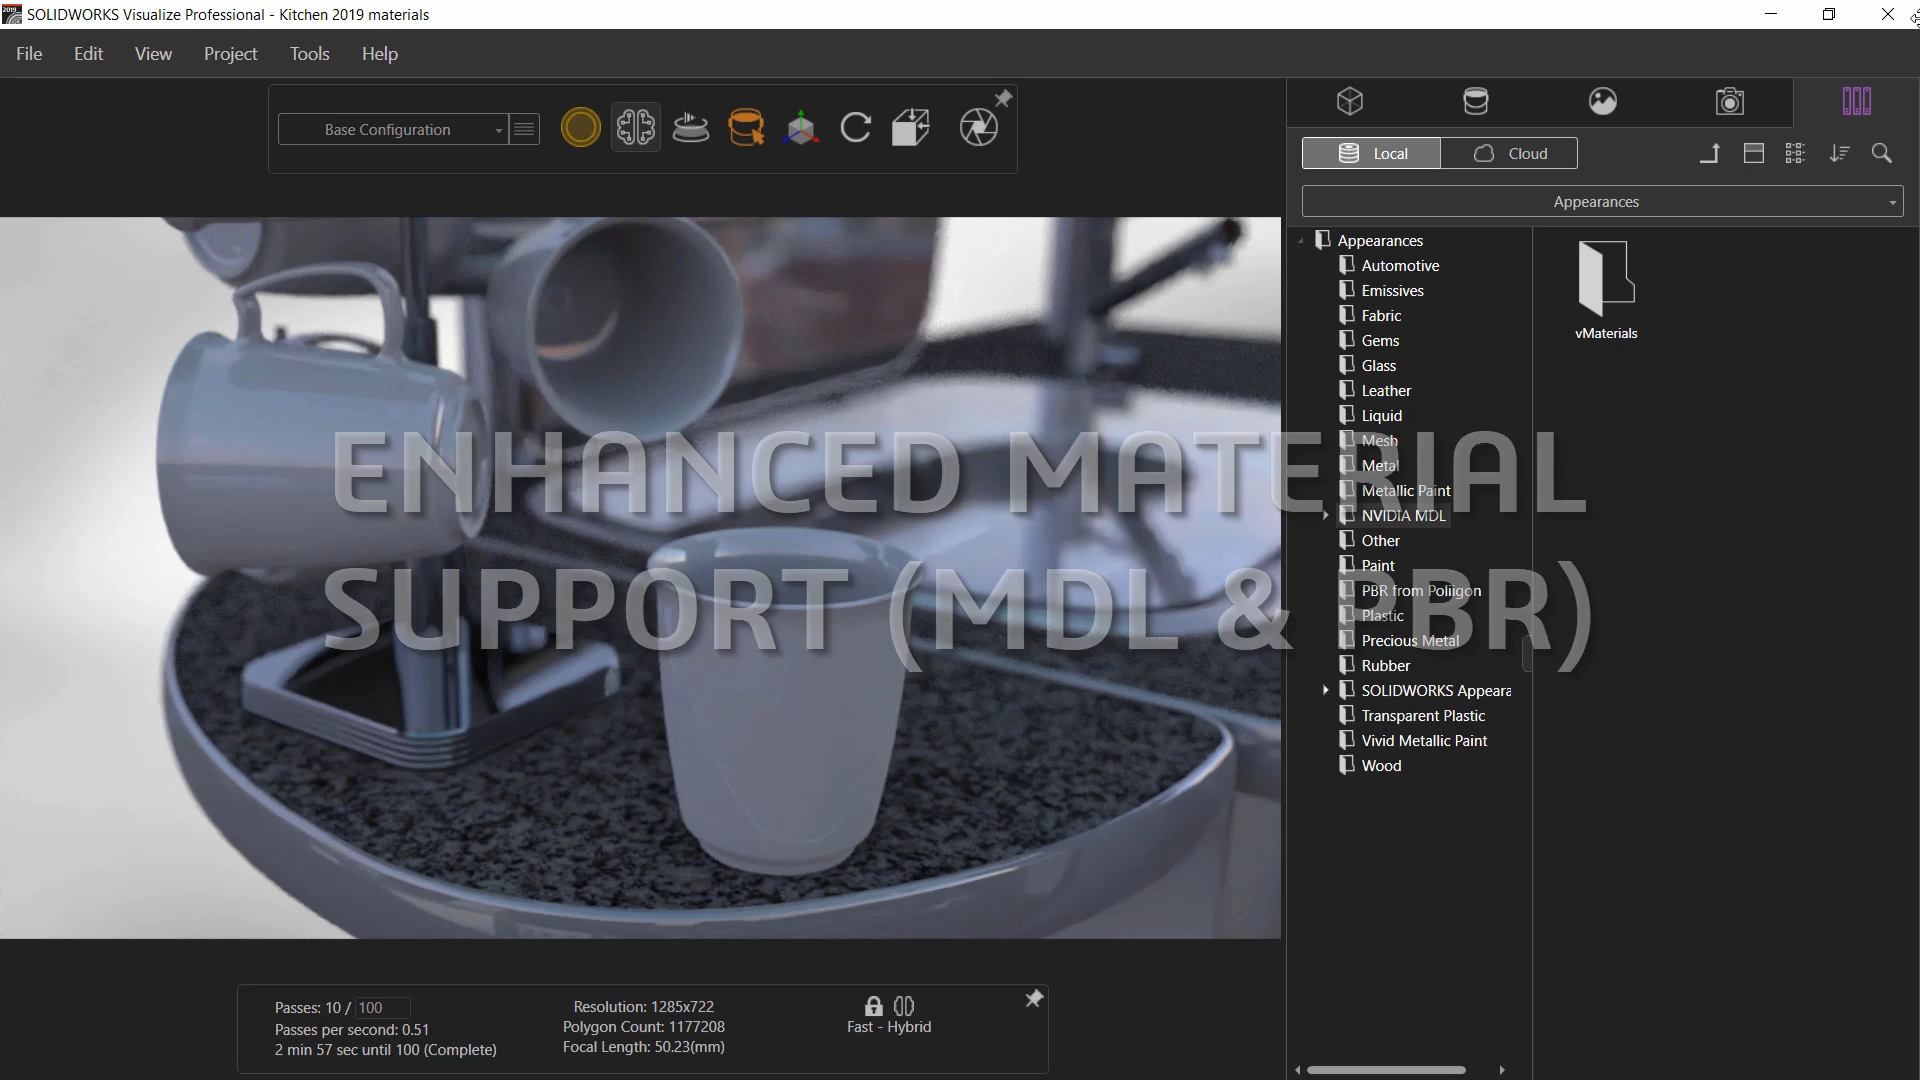 2019
SOLIDWORKS Visualize Professional - Kitchen 2019 materials
File Edit View Project Tools Help
Base Configuration
Local Cloud
Appearances
Appearances
Automotive
Emissives
Fabric
Gems
Glass
Leather
Liquid
Mesh
Metal
Metallic Paint
NVIDIA MDL
Other
Paint
PBR from Poliigon
Plastic
Precious Metal
Rubber
SOLIDWORKS Appeara
Transparent Plastic
Vivid Metallic Paint
Wood
vMaterials
ENHANCED MATERIAL
SUPPORT (MDL & PBR)
Passes: 10 / 100
Passes per second: 0.51
2 min 57 sec until 100 (Complete)
Resolution: 1285x722
Polygon Count: 1177208
Focal Length: 50.23(mm)
Fast - Hybrid